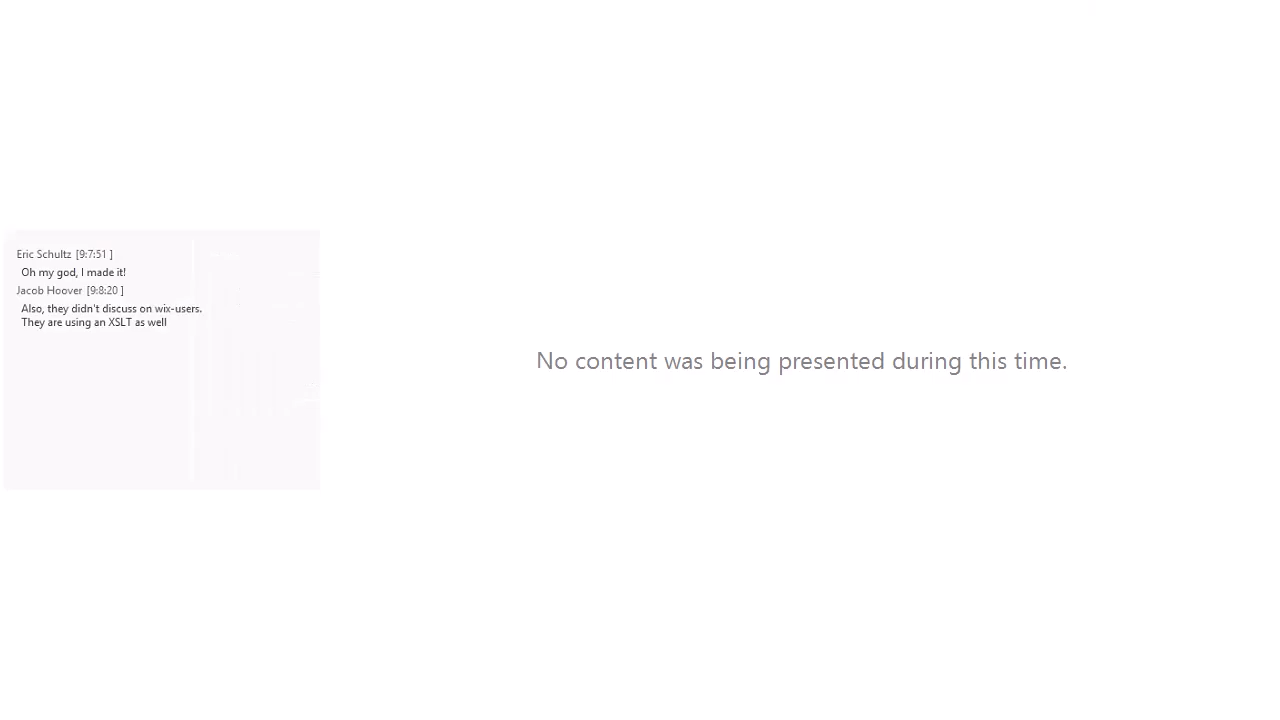 Eric Schultz [9:7:51 ]
Oh my god, I made it!
Jacob Hoover [9:8:20 ]
Also, they didn't discuss on wix-users.
They are using an XSLT as well
No content was being presented during this time.